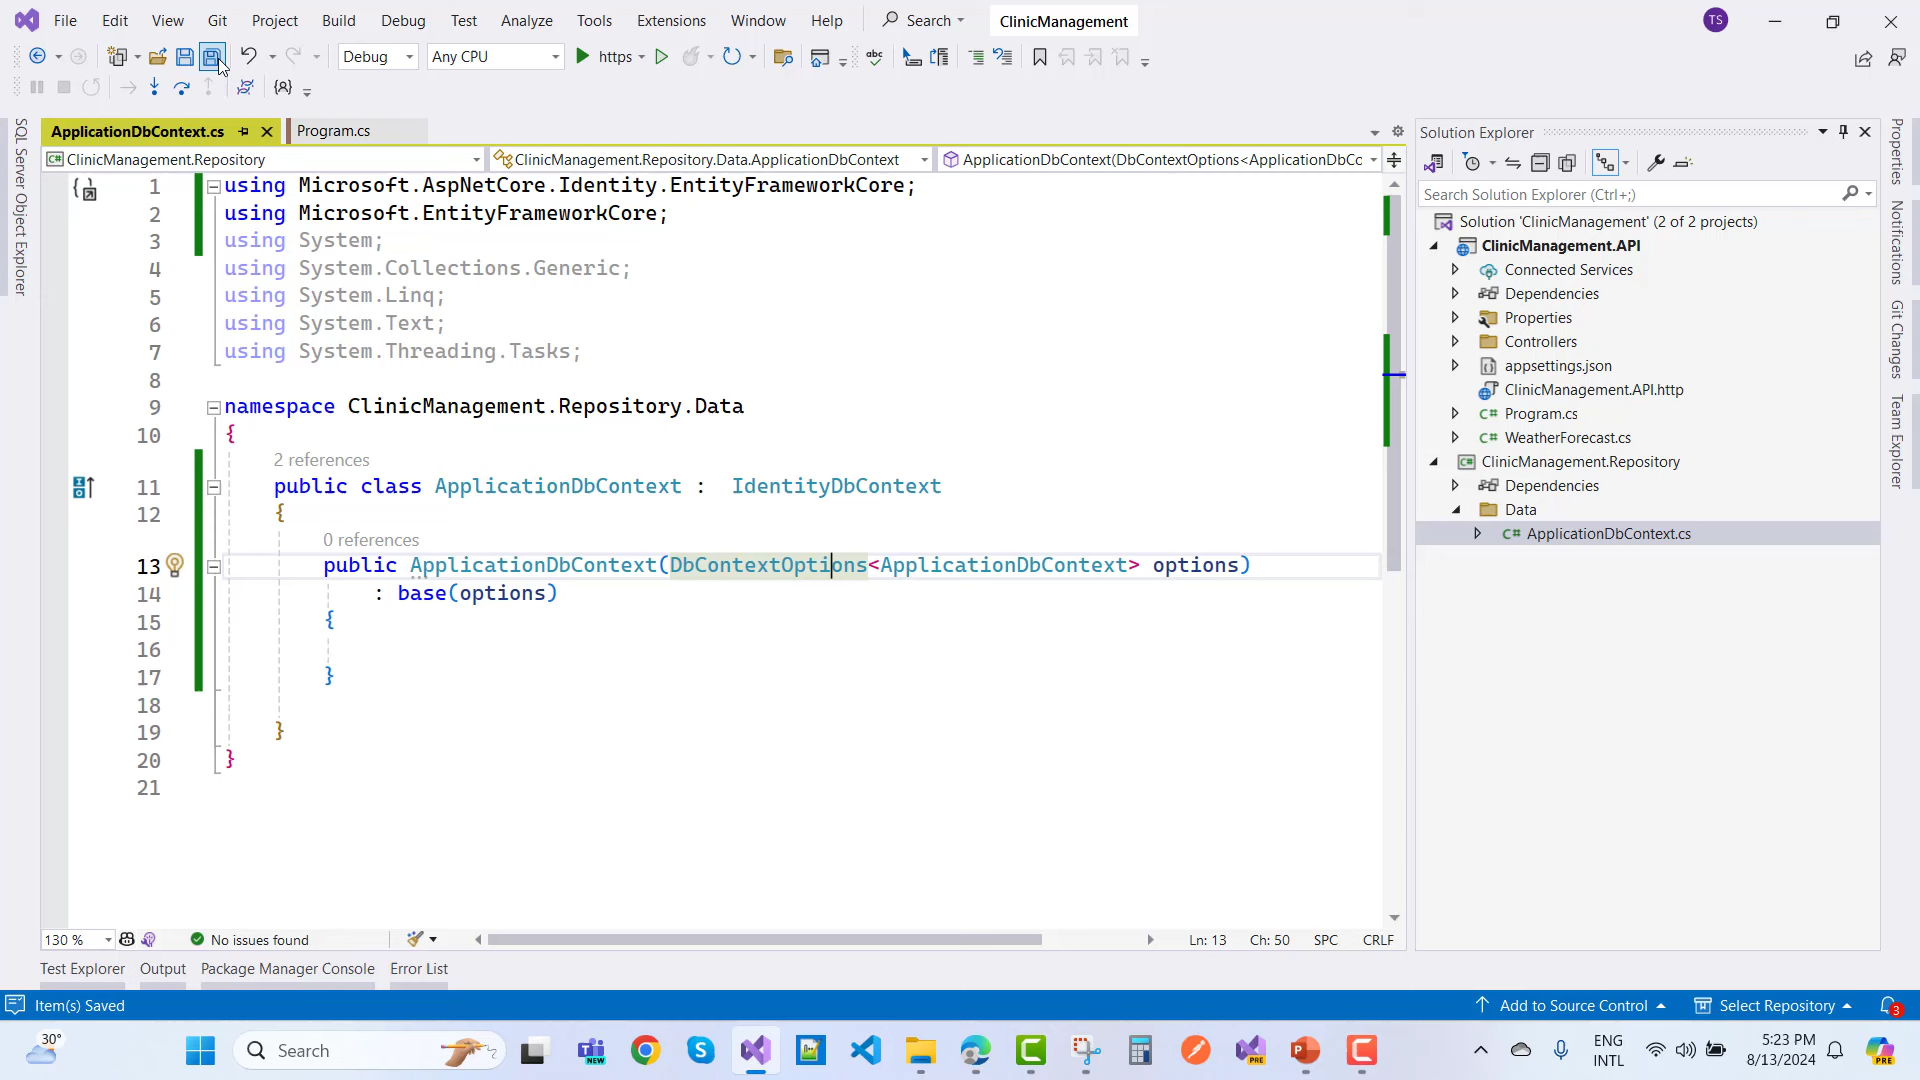 File Edit View Git Project Build Debug Test Analyze Tools Extensions Window Help Search ClinicManagement TS
Debug Any CPU https
ApplicationDbContext.cs Program.cs
ClinicManagement.Repository ClinicManagement.Repository.Data.ApplicationDbContext ApplicationDbContext(DbContextOptions<ApplicationDbCo
1 using Microsoft.AspNetCore.Identity.EntityFrameworkCore;
2 using Microsoft.EntityFrameworkCore;
3 using System;
4 using System.Collections.Generic;
5 using System.Linq;
6 using System.Text;
7 using System.Threading.Tasks;
8
9 namespace ClinicManagement.Repository.Data
10 {
2 references
11 public class ApplicationDbContext : IdentityDbContext
12 {
0 references
13 public ApplicationDbContext(DbContextOptions<ApplicationDbContext> options)
14 : base(options)
15 {
16
17 }
18
19 }
20 }
21
130 % No issues found Ln: 13 Ch: 50 SPC CRLF
Test Explorer Output Package Manager Console Error List
SQL Server Object Explorer
Solution Explorer
Search Solution Explorer (Ctrl+;)
Solution 'ClinicManagement' (2 of 2 projects)
ClinicManagement.API
Connected Services
Dependencies
Properties
Controllers
appsettings.json
ClinicManagement.API.http
C# Program.cs
C# WeatherForecast.cs
C# ClinicManagement.Repository
Dependencies
Data
C# ApplicationDbContext.cs
Properties
Notifications
Git Changes
Team Explorer
Item(s) Saved Add to Source Control Select Repository 3
30° Search NEW PRE ENG
INTL
5:23 PM
8/13/2024
PRE